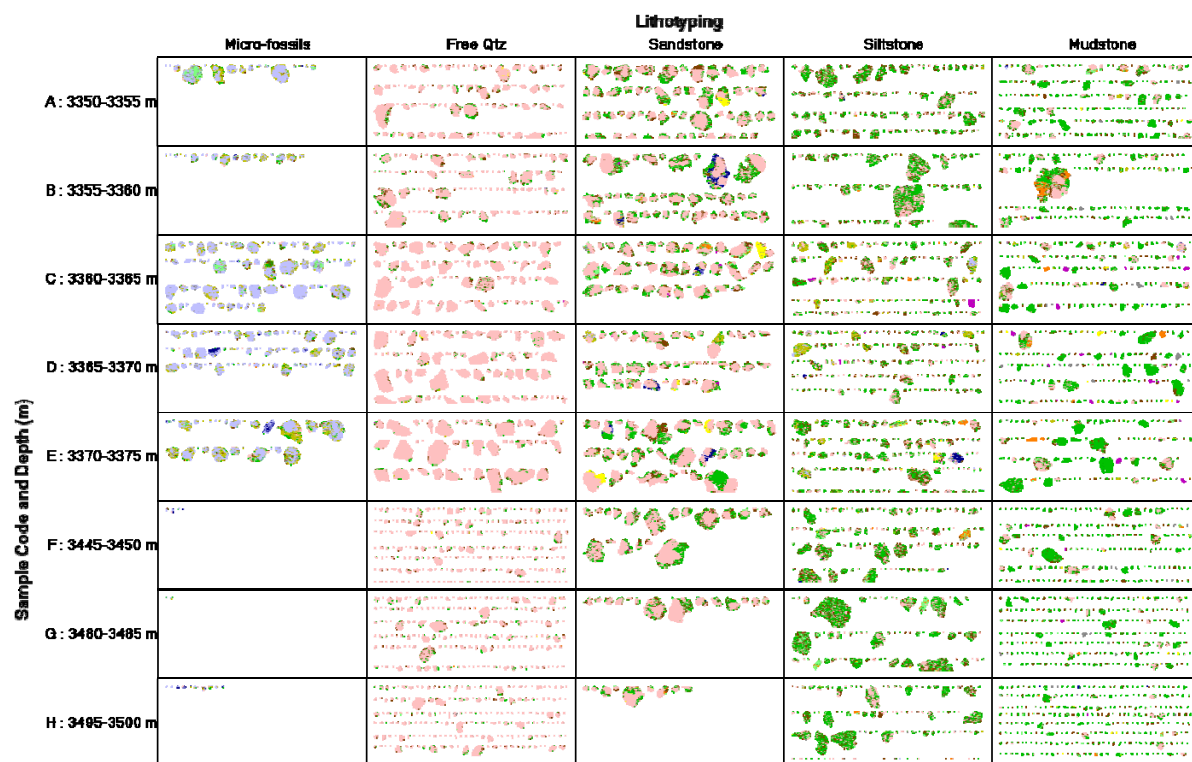 Lithotyping
Micro-fossils Free Qtz Sandstone Siltstone Mudstone
Sample Code and Depth (m)
A : 3350-3355 m
B : 3355-3360 m
C : 3360-3365 m
D : 3365-3370 m
E : 3370-3375 m
F : 3445-3450 m
G : 3480-3485 m
H : 3495-3500 m